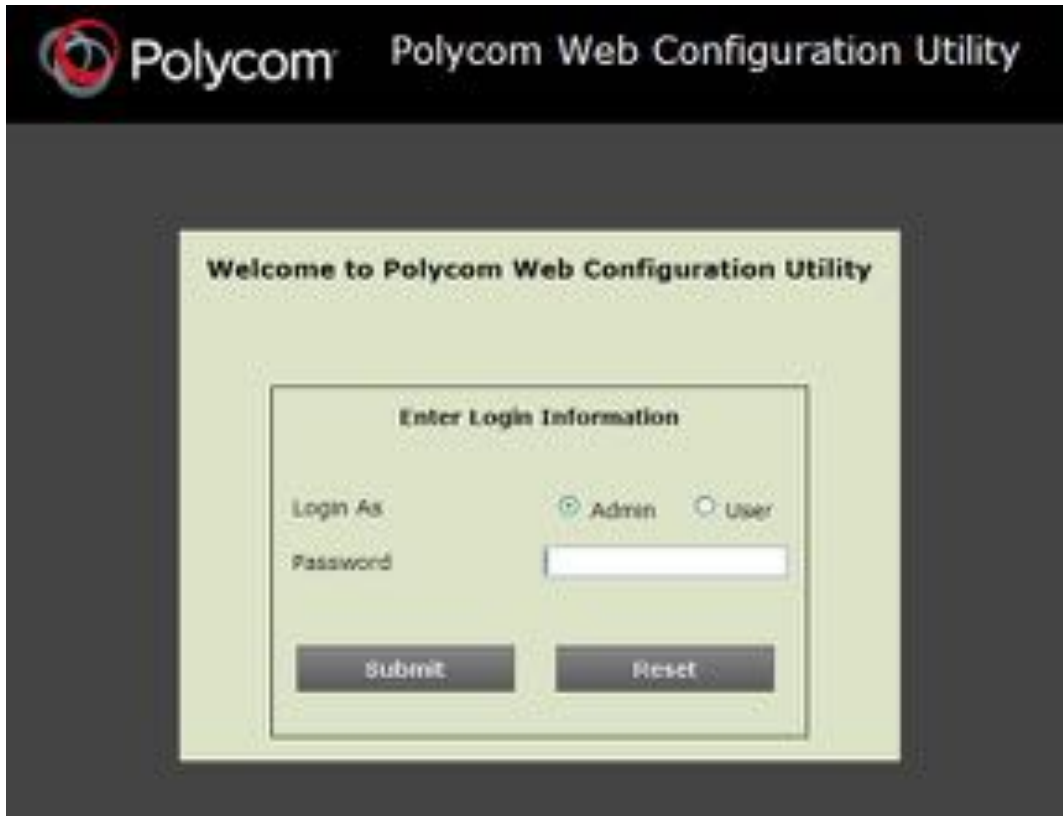 Polycom
Polycom Web Configuration Utility
Welcome to Polycom Web Configuration Utility
Enter Login Information
Login As Admin User
Password
Submit Reset